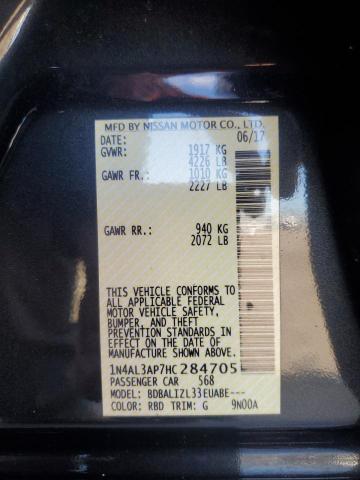 MFD BY NISSAN MOTOR CO., LTD.
DATE: 06/17
GVWR: 1917 KG
4226 LB
GAWR FR.: 1010 KG
2227 LB
GAWR RR.: 940 KG
2072 LB
THIS VEHICLE CONFORMS TO
ALL APPLICABLE FEDERAL
MOTOR VEHICLE SAFETY,
BUMPER, AND THEFT
PREVENTION STANDARDS IN
EFFECT ON THE DATE OF
MANUFACTURE SHOWN ABOVE.
1N4AL3AP7HC284705
PASSENGER CAR 568
MODEL: BDBALIZL33EUABE---
COLOR: RBD TRIM: G 9N00A